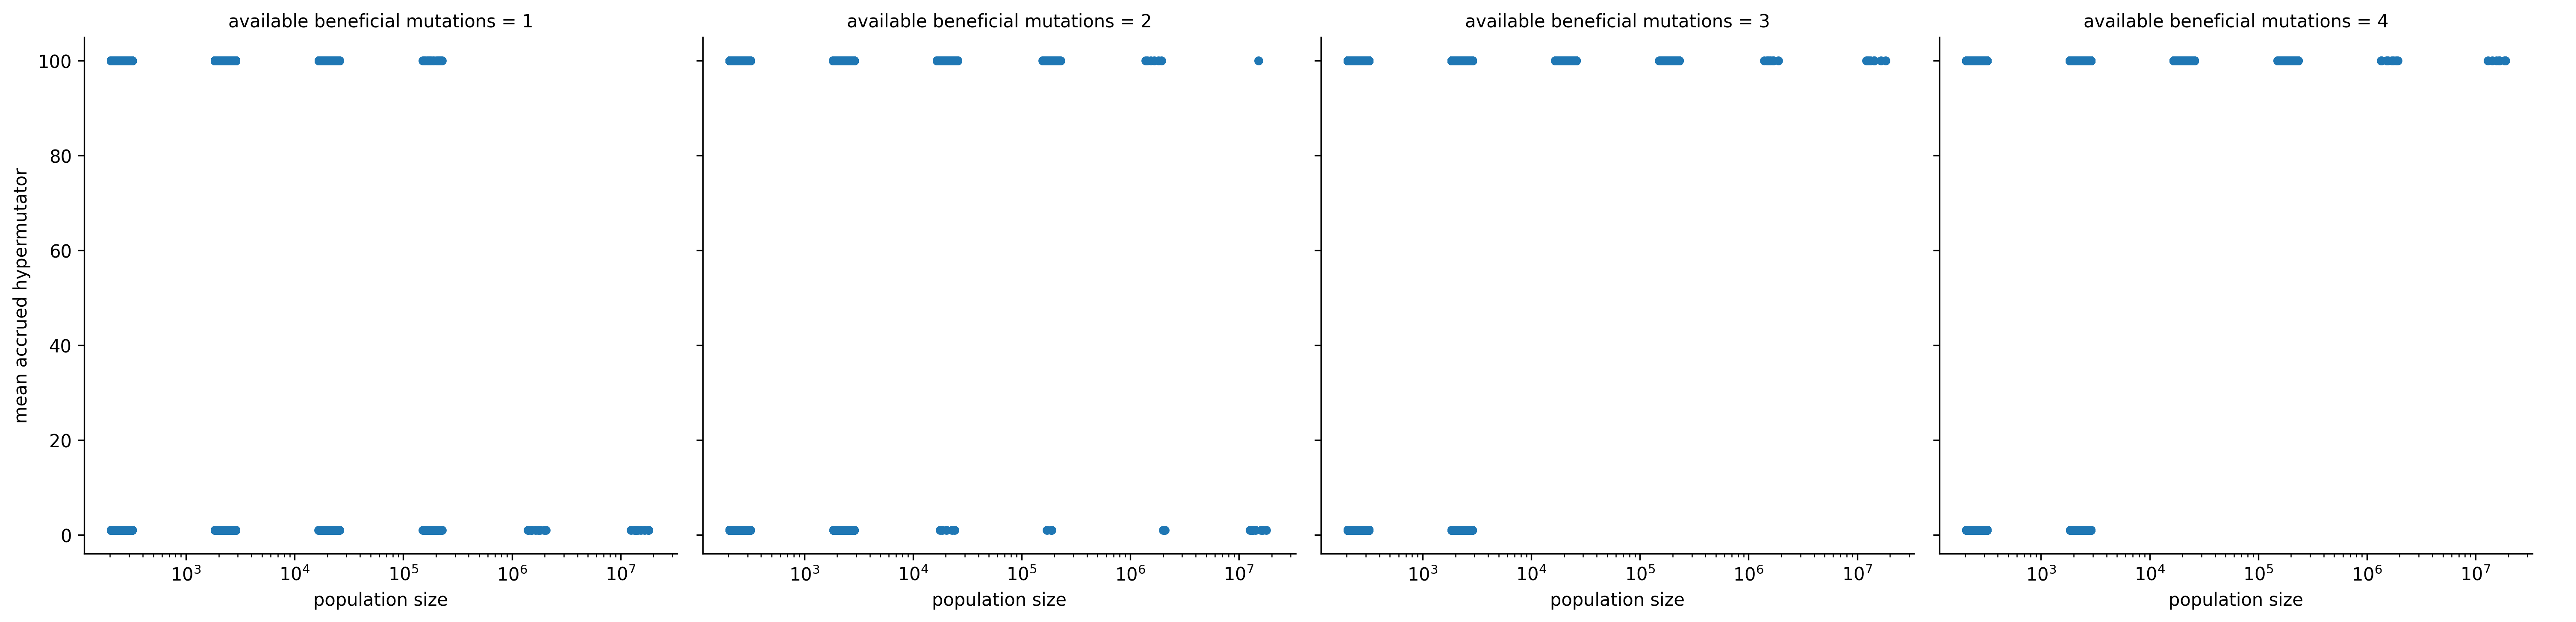 available beneficial mutations = 1
available beneficial mutations = 2
available beneficial mutations = 3
available beneficial mutations = 4
mean accrued hypermutator
100
80
60
40
20
0
10³ 10⁴ 10⁵ 10⁶ 10⁷
10³ 10⁴ 10⁵ 10⁶ 10⁷
10³ 10⁴ 10⁵ 10⁶ 10⁷
10³ 10⁴ 10⁵ 10⁶ 10⁷
population size
population size
population size
population size